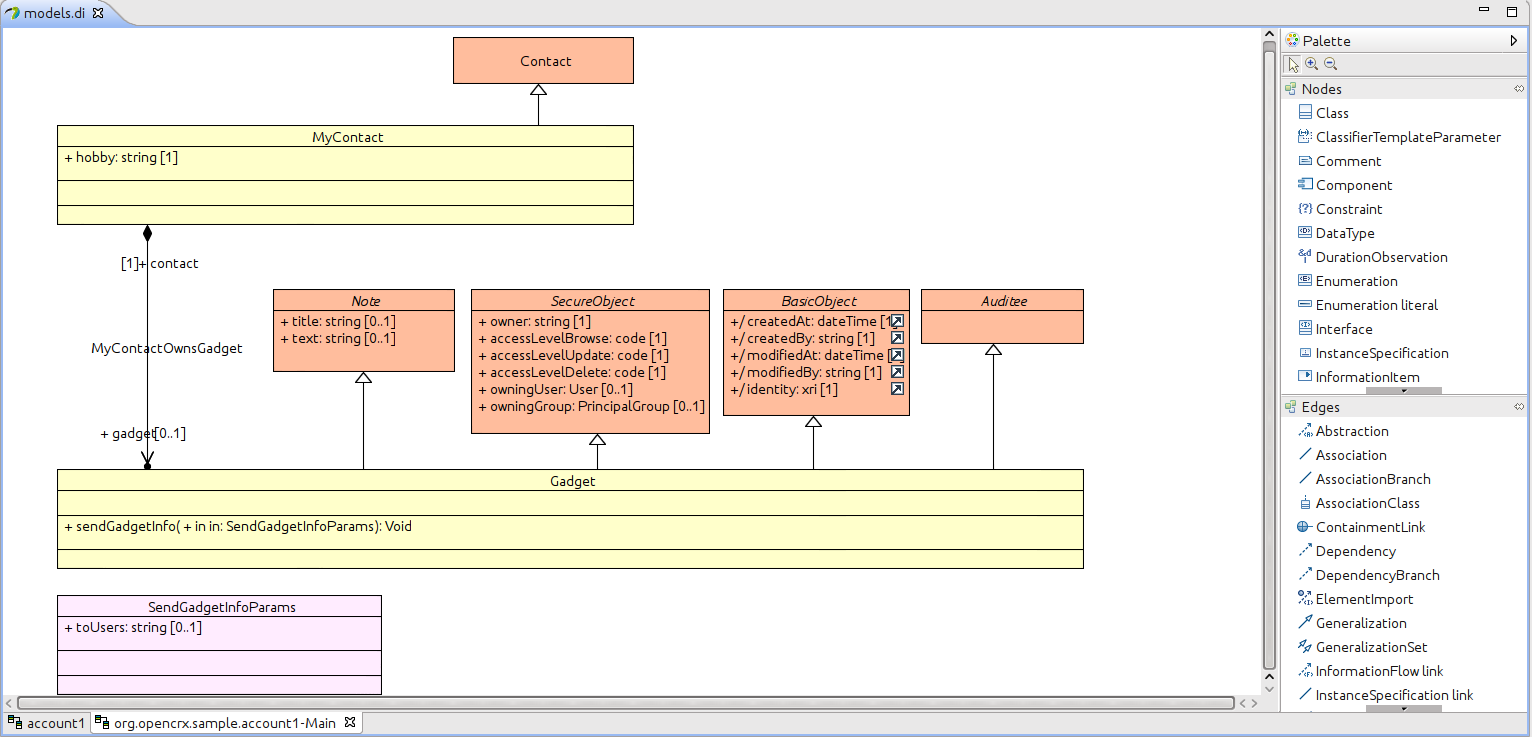 models.di
Contact
MyContact
+ hobby: string [1]
[1]+ contact
MyContactOwnsGadget
+ gadget[0..1]
Note
+ title: string [0..1]
+ text: string [0..1]
SecureObject
+ owner: string [1]
+ accessLevelBrowse: code [1]
+ accessLevelUpdate: code [1]
+ accessLevelDelete: code [1]
+ owningUser: User [0..1]
+ owningGroup: PrincipalGroup [0..1]
BasicObject
+/ createdAt: dateTime [1
+/ createdBy: string [1]
+/ modifiedAt: dateTime [
+/ modifiedBy: string [1]
+/ identity: xri [1]
Auditee
Gadget
+ sendGadgetInfo( + in in: SendGadgetInfoParams): Void
SendGadgetInfoParams
+ toUsers: string [0..1]
account1
org.opencrx.sample.account1-Main
Palette
Nodes
Class
ClassifierTemplateParameter
Comment
Component
Constraint
DataType
DurationObservation
Enumeration
Enumeration literal
Interface
InstanceSpecification
InformationItem
Edges
Abstraction
Association
AssociationBranch
AssociationClass
ContainmentLink
Dependency
DependencyBranch
ElementImport
Generalization
GeneralizationSet
InformationFlow link
InstanceSpecification link